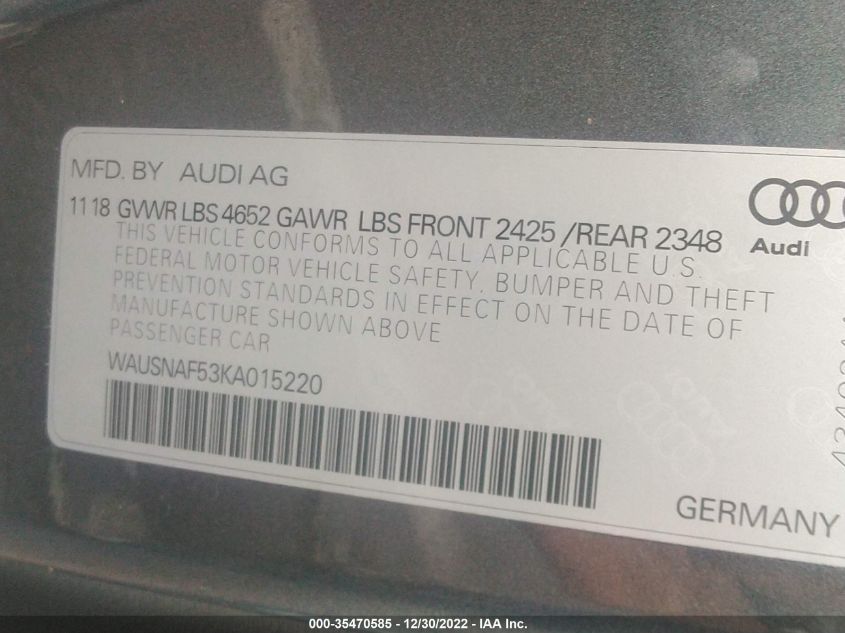 MFD. BY AUDI AG
11 18 GVWR LBS 4652 GAWR LBS FRONT 2425 /REAR 2348
THIS VEHICLE CONFORMS TO ALL APPLICABLE U.S.
FEDERAL MOTOR VEHICLE SAFETY. BUMPER AND THEFT
PREVENTION STANDARDS IN EFFECT ON THE DATE OF
MANUFACTURE SHOWN ABOVE
PASSENGER CAR
WAUSNAF53KA015220
Audi
GERMANY
000-35470585 - 12/30/2022 - IAA Inc.